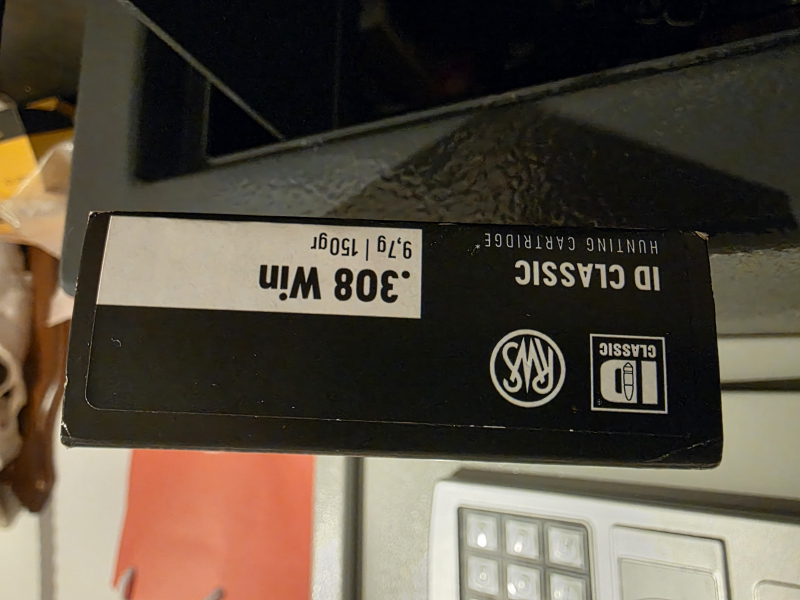 ID
CLASSIC
RWS
ID CLASSIC
HUNTING CARTRIDGE*
.308 Win
9,7g | 150gr